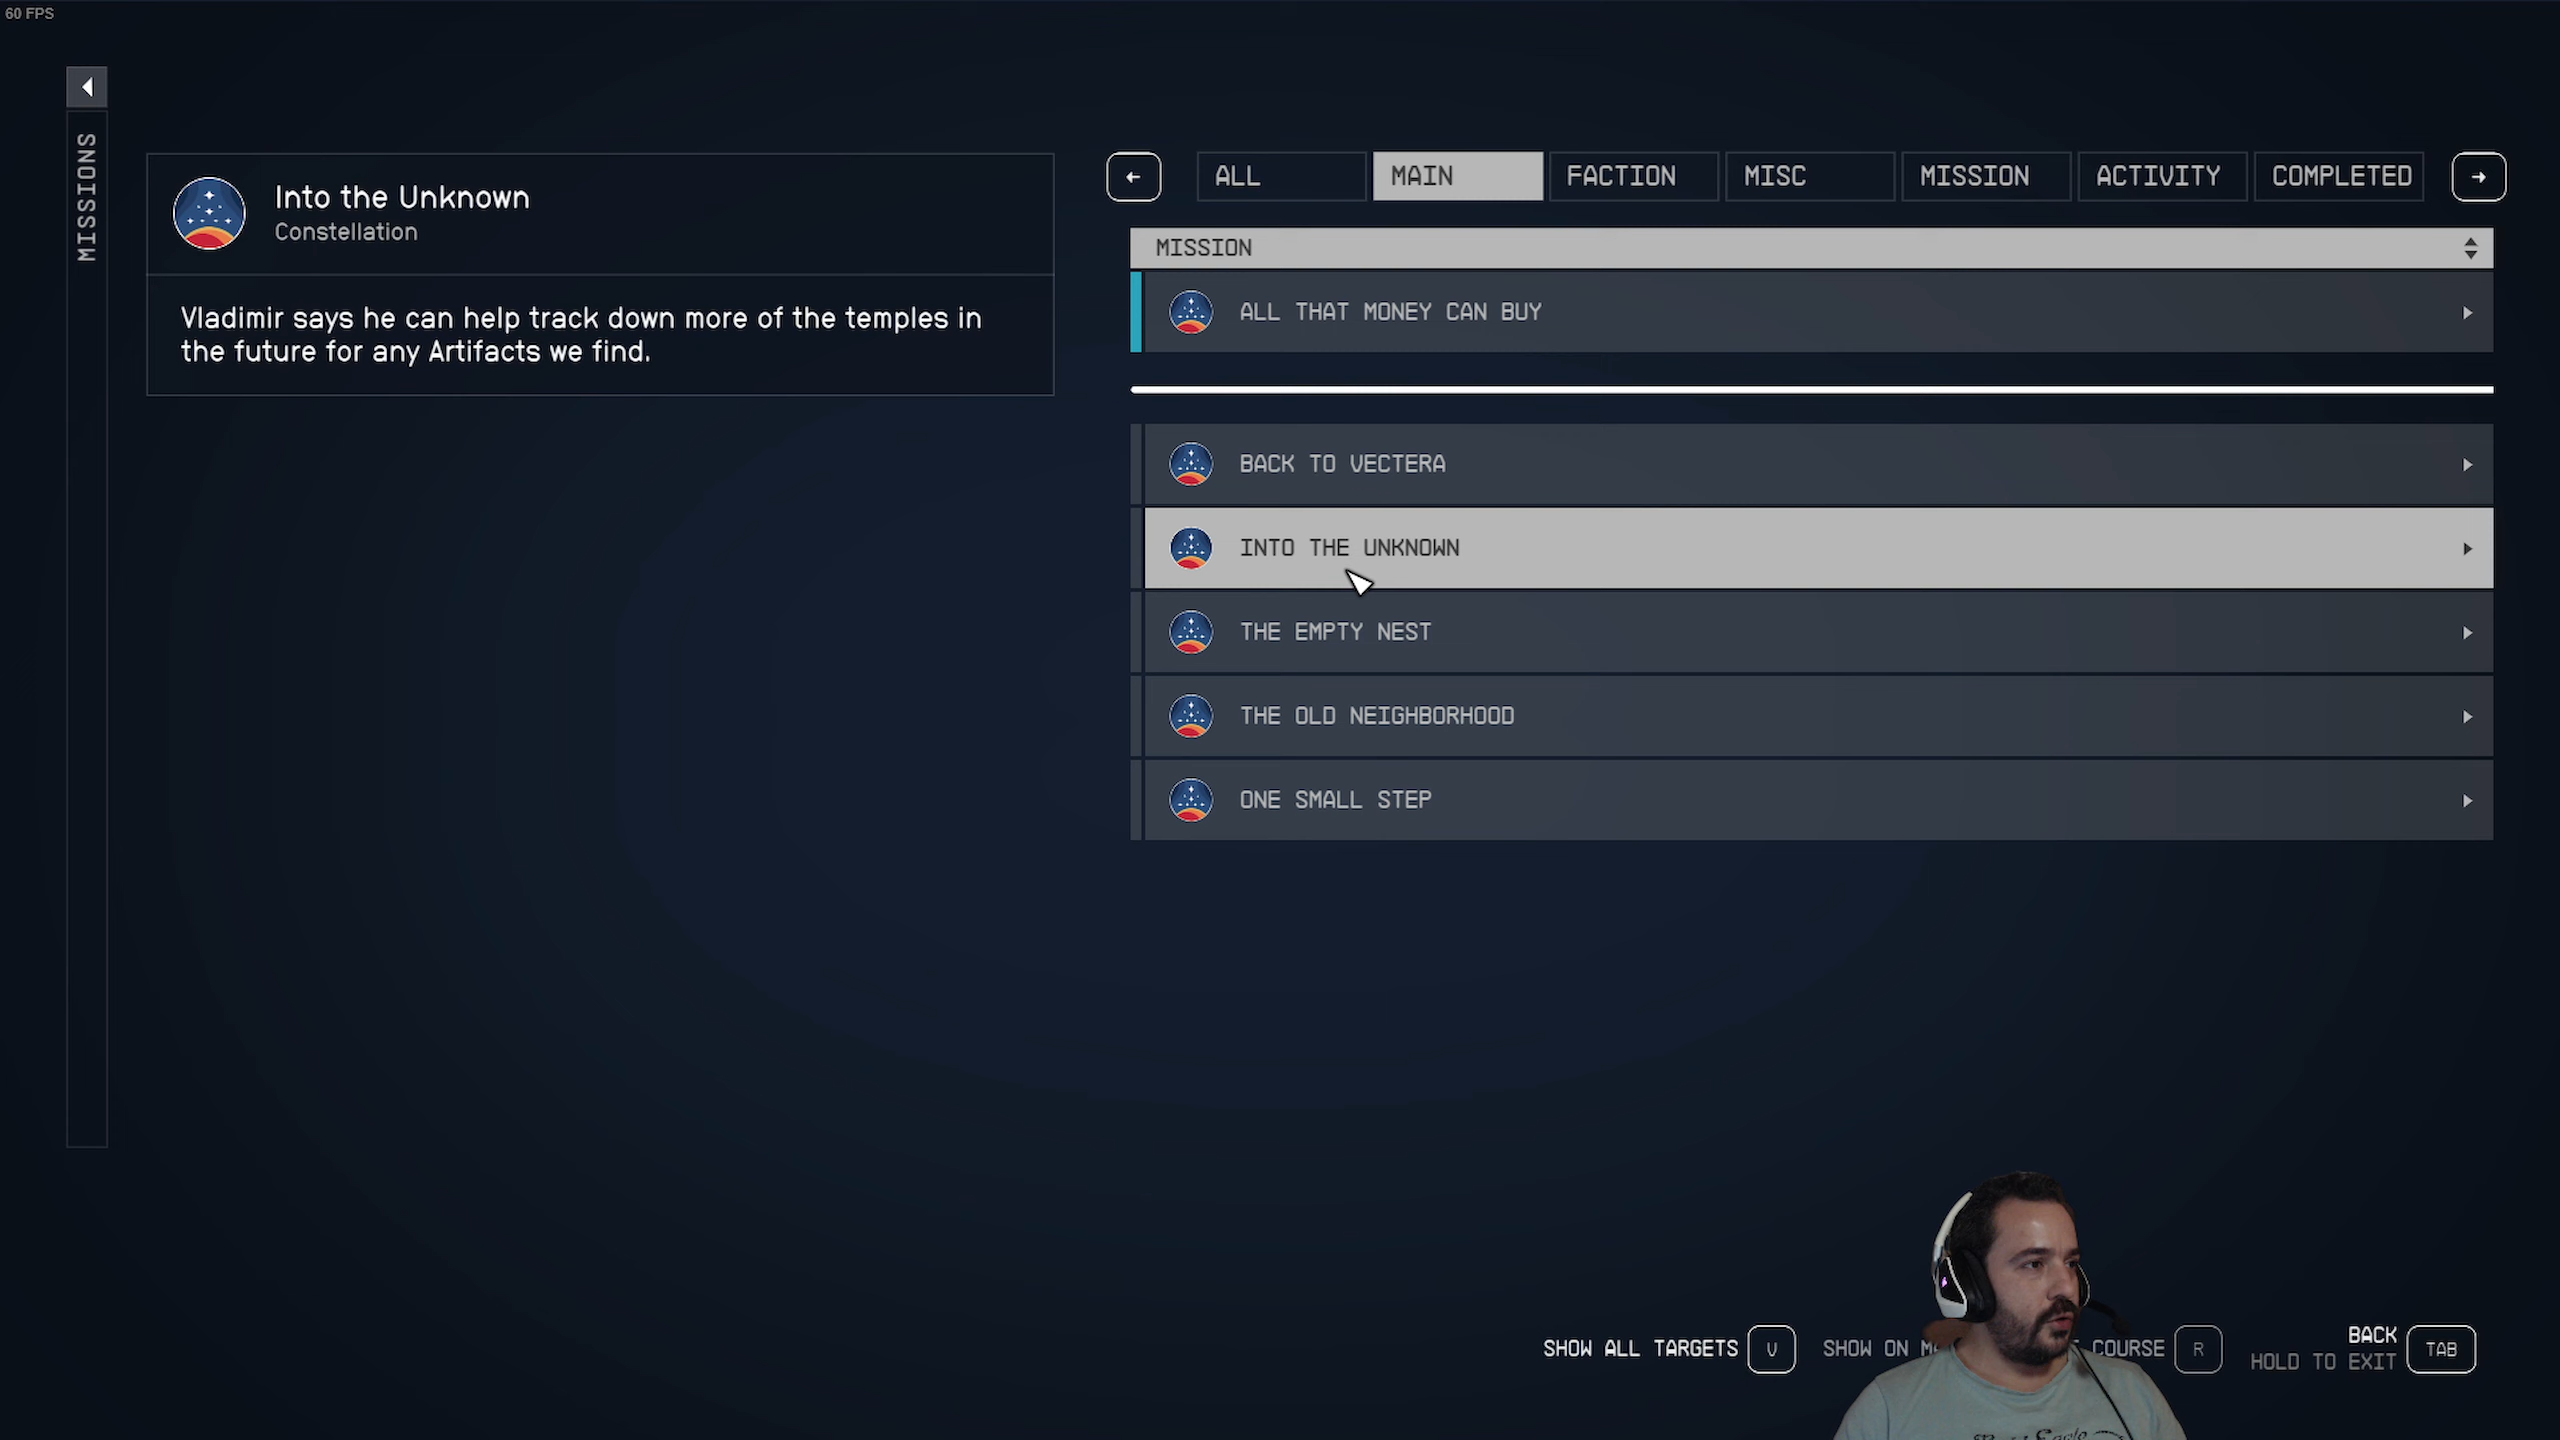 60 FPS
MISSIONS
Into the Unknown
Constellation
Vladimir says he can help track down more of the temples in
the future for any Artifacts we find.
ALL MAIN FACTION MISC MISSION ACTIVITY COMPLETED
MISSION
ALL THAT MONEY CAN BUY
BACK TO VECTERA
INTO THE UNKNOWN
THE EMPTY NEST
THE OLD NEIGHBORHOOD
ONE SMALL STEP
SHOW ALL TARGETS V SHOW ON COURSE R BACK TAB
HOLD TO EXIT